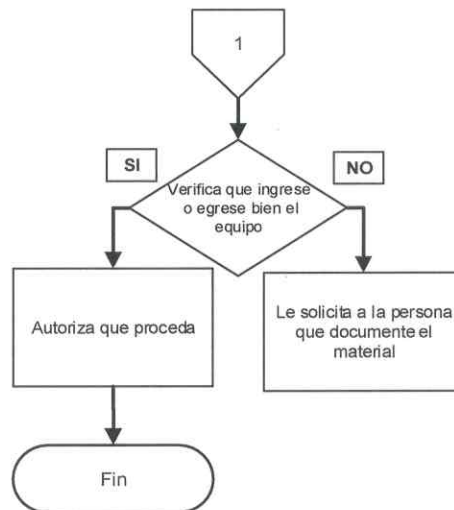 1
SI
NO
Verifica que ingrese
o egrese bien el
equipo
Autoriza que proceda
Le solicita a la persona
que documente el
material
Fin